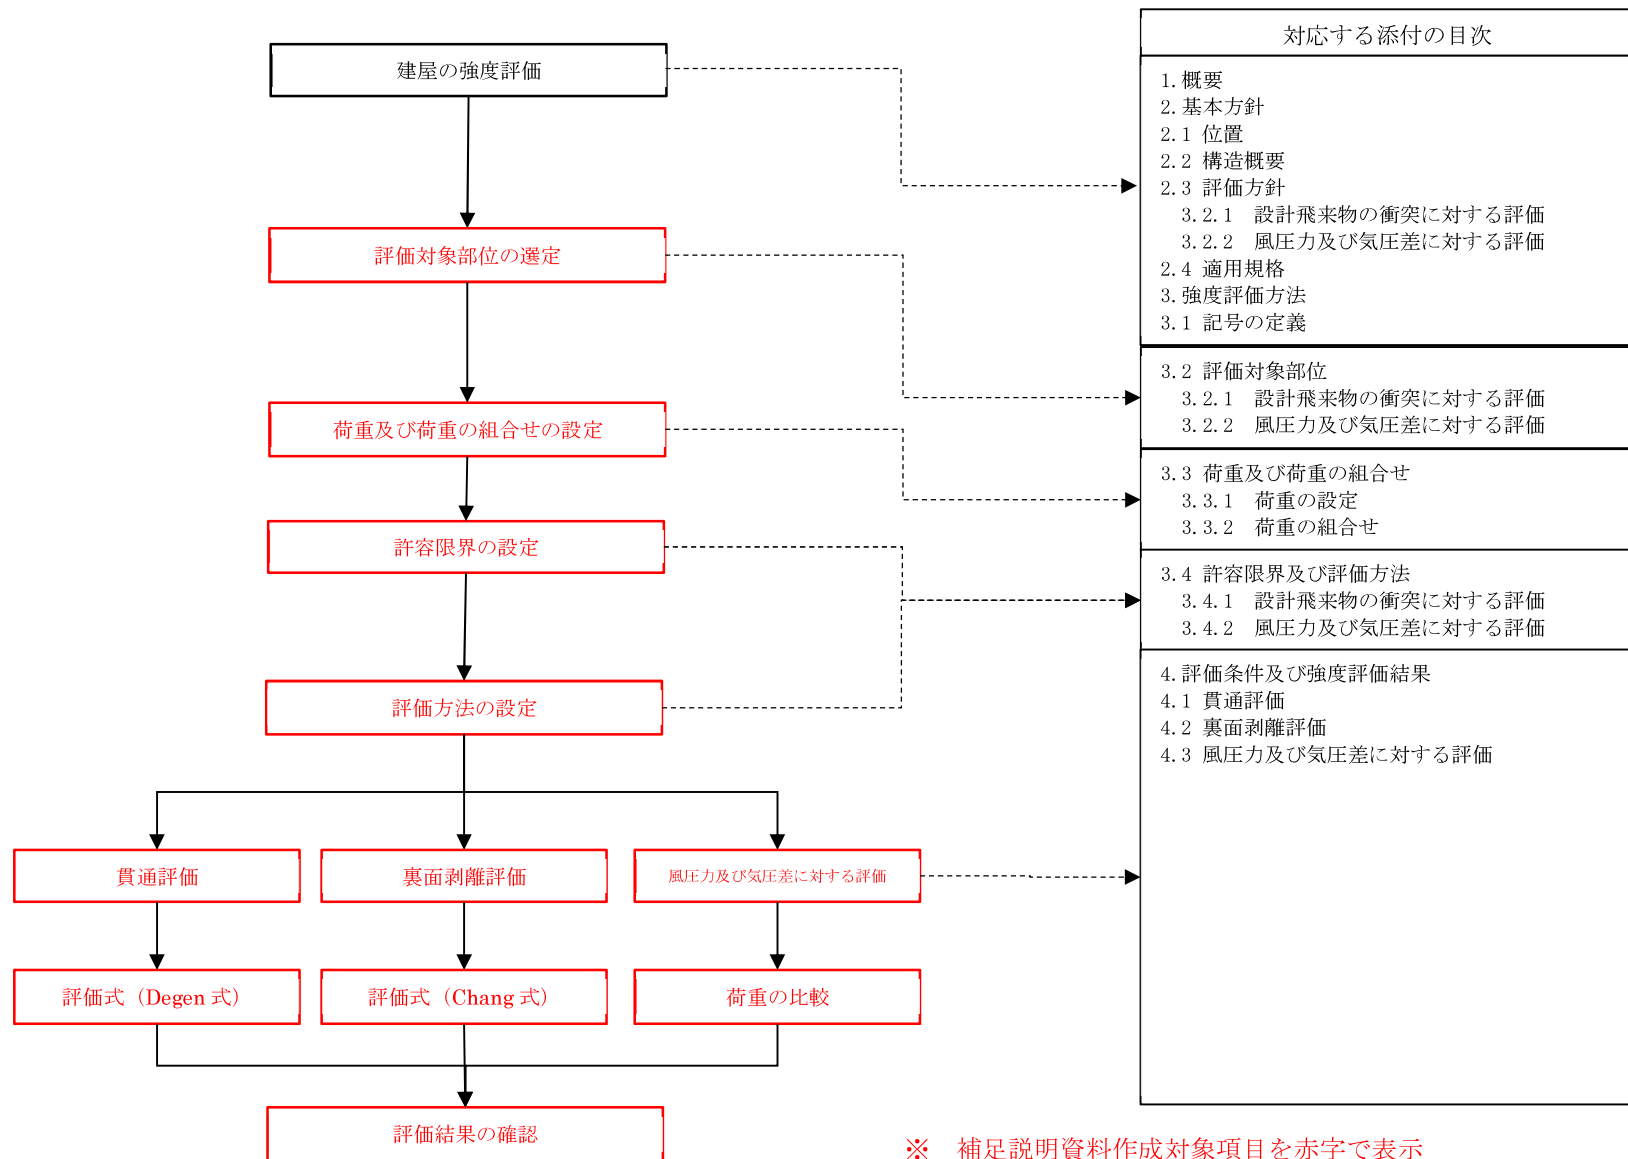 建屋の強度評価
評価対象部位の選定
荷重及び荷重の組合せの設定
許容限界の設定
評価方法の設定
貫通評価
裏面剥離評価
風圧力及び気圧差に対する評価
評価式（Degen 式）
評価式（Chang 式）
荷重の比較
評価結果の確認
対応する添付の目次
1.概要
2.基本方針
2.1 位置
2.2 構造概要
2.3 評価方針
3.2.1　設計飛来物の衝突に対する評価
3.2.2　風圧力及び気圧差に対する評価
2.4 適用規格
3.強度評価方法
3.1 記号の定義
3.2 評価対象部位
3.2.1　設計飛来物の衝突に対する評価
3.2.2　風圧力及び気圧差に対する評価
3.3 荷重及び荷重の組合せ
3.3.1　荷重の設定
3.3.2　荷重の組合せ
3.4 許容限界及び評価方法
3.4.1　設計飛来物の衝突に対する評価
3.4.2　風圧力及び気圧差に対する評価
4.評価条件及び強度評価結果
4.1 貫通評価
4.2 裏面剥離評価
4.3 風圧力及び気圧差に対する評価
※　補足説明資料作成対象項目を赤字で表示